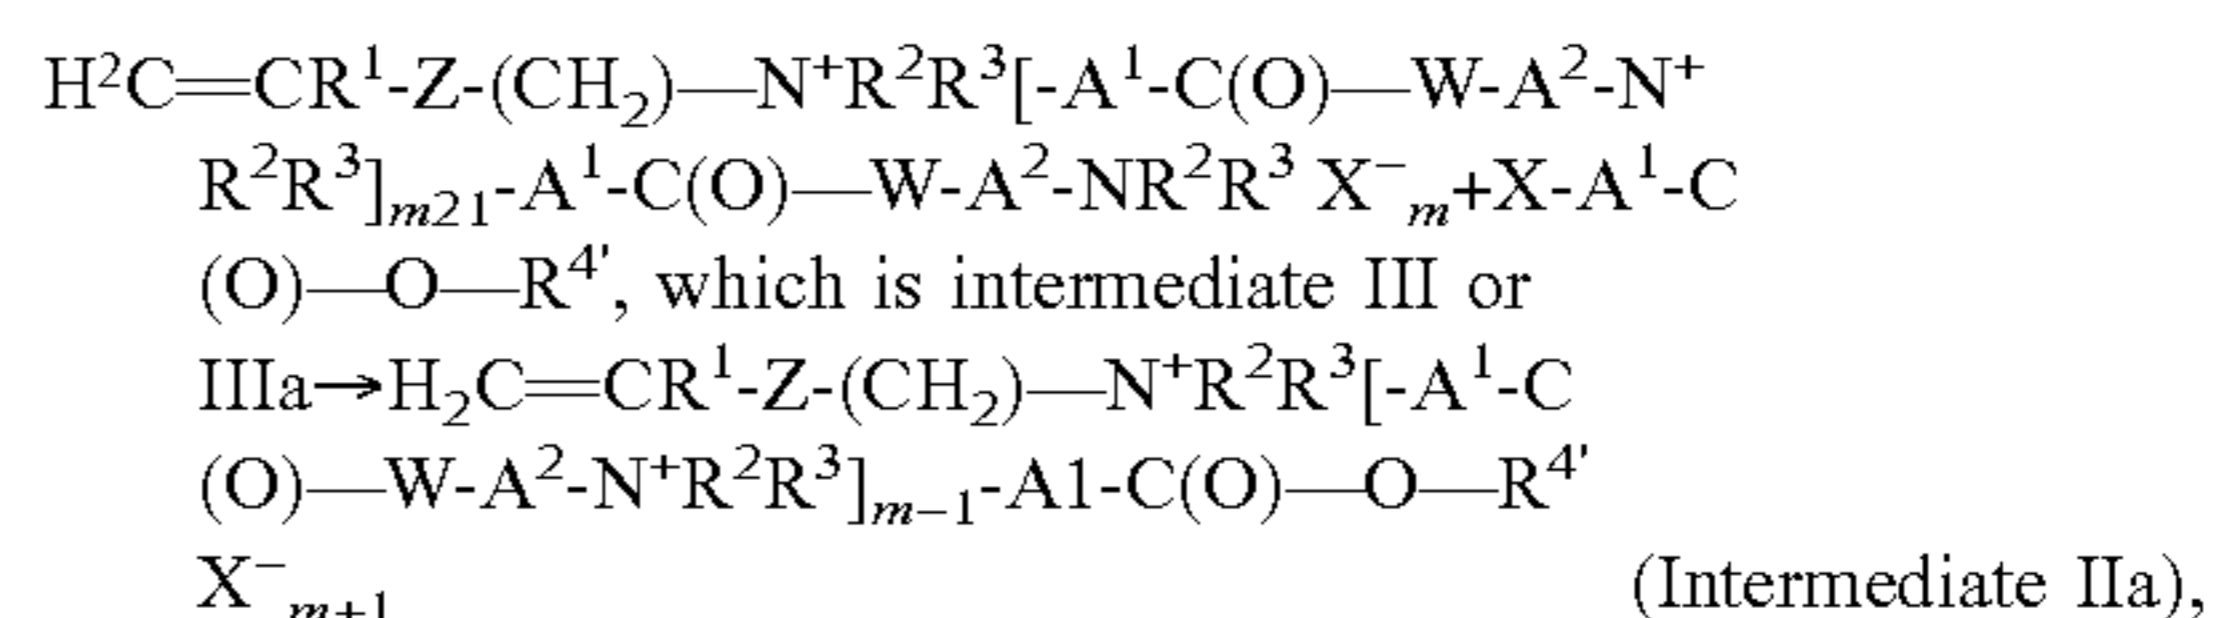 H²C=CR¹-Z-(CH₂)—N⁺R²R³[-A¹-C(O)—W-A²-N⁺
R²R³]ₘ₂₁-A¹-C(O)—W-A²-NR²R³ X⁻ₘ+X-A¹-C
(O)—O—R⁴', which is intermediate III or
IIIa→H₂C=CR¹-Z-(CH₂)—N⁺R²R³[-A¹-C
(O)—W-A²-N⁺R²R³]ₘ₋₁-A1-C(O)—O—R⁴'
X⁻ₘ₊₁ (Intermediate IIa),